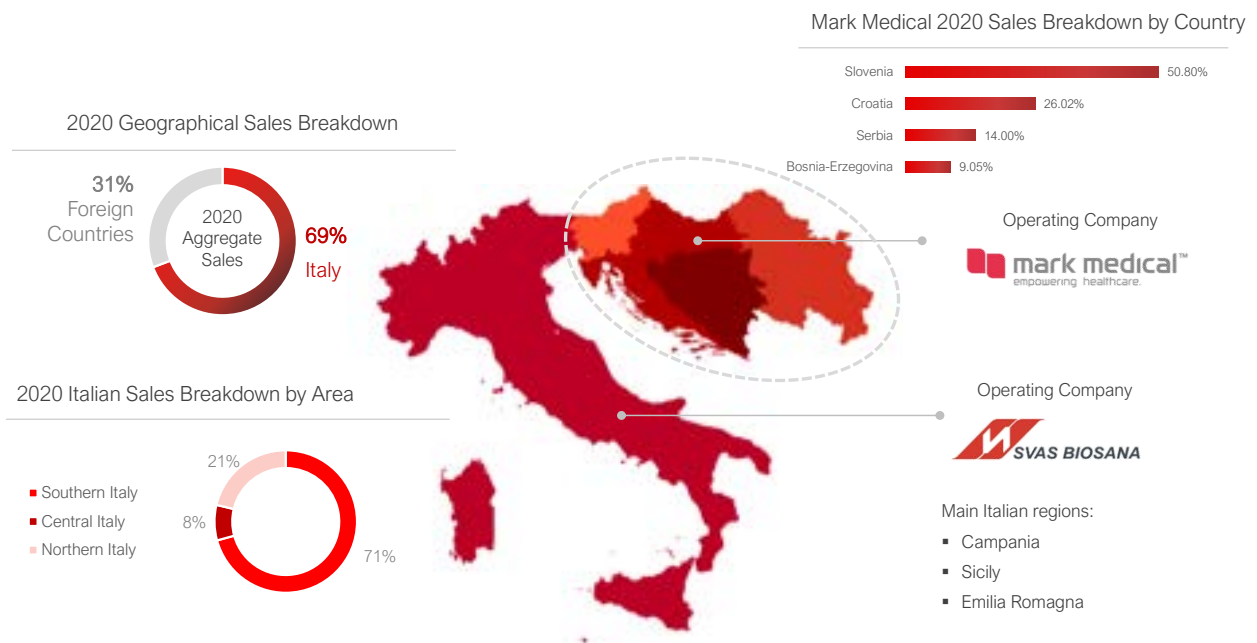 Mark Medical 2020 Sales Breakdown by Country
Slovenia 50.80%
Croatia 26.02%
Serbia 14.00%
Bosnia-Erzegovina 9.05%
2020 Geographical Sales Breakdown
31%
Foreign
Countries
2020
Aggregate
Sales
69%
Italy
Operating Company
mark medical™
empowering healthcare.
2020 Italian Sales Breakdown by Area
Southern Italy
Central Italy
Northern Italy
21%
8%
71%
Operating Company
SVAS BIOSANA
Main Italian regions:
▪ Campania
▪ Sicily
▪ Emilia Romagna